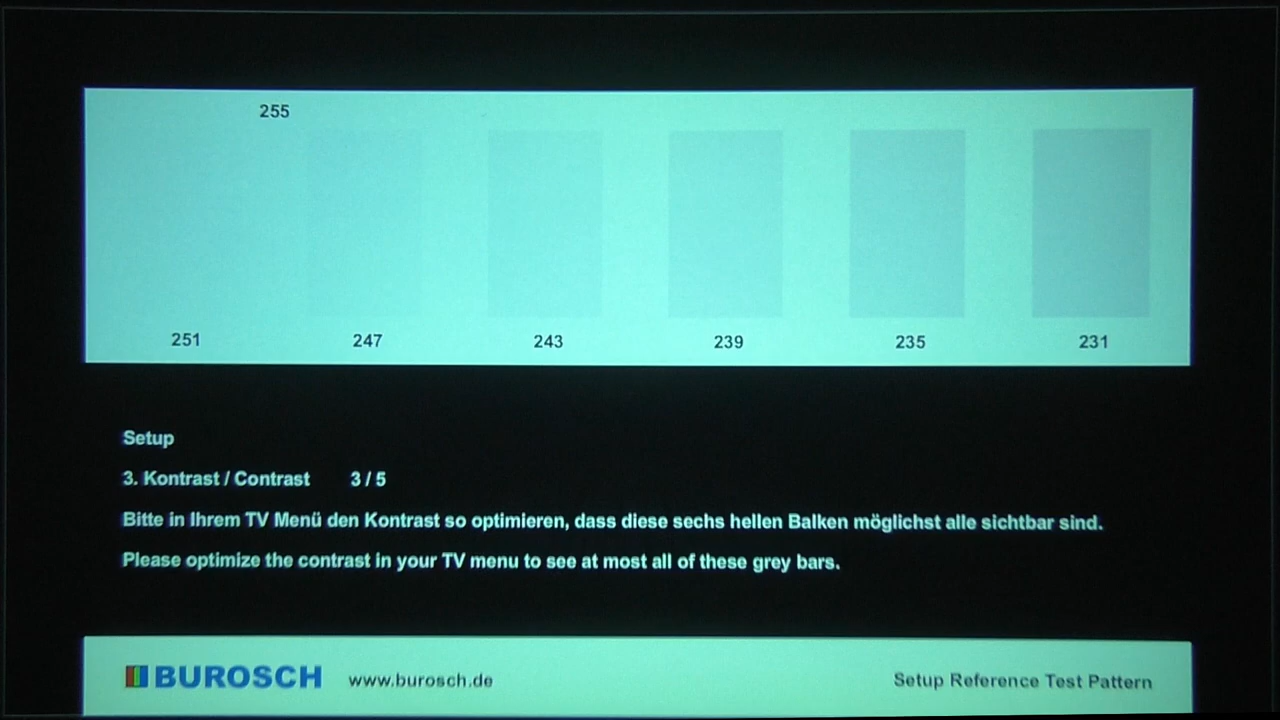 255
251 247 243 239 235 231
Setup
3. Kontrast / Contrast 3 / 5
Bitte in Ihrem TV Menü den Kontrast so optimieren, dass diese sechs hellen Balken möglichst alle sichtbar sind.
Please optimize the contrast in your TV menu to see at most all of these grey bars.
BUROSCH www.burosch.de Setup Reference Test Pattern